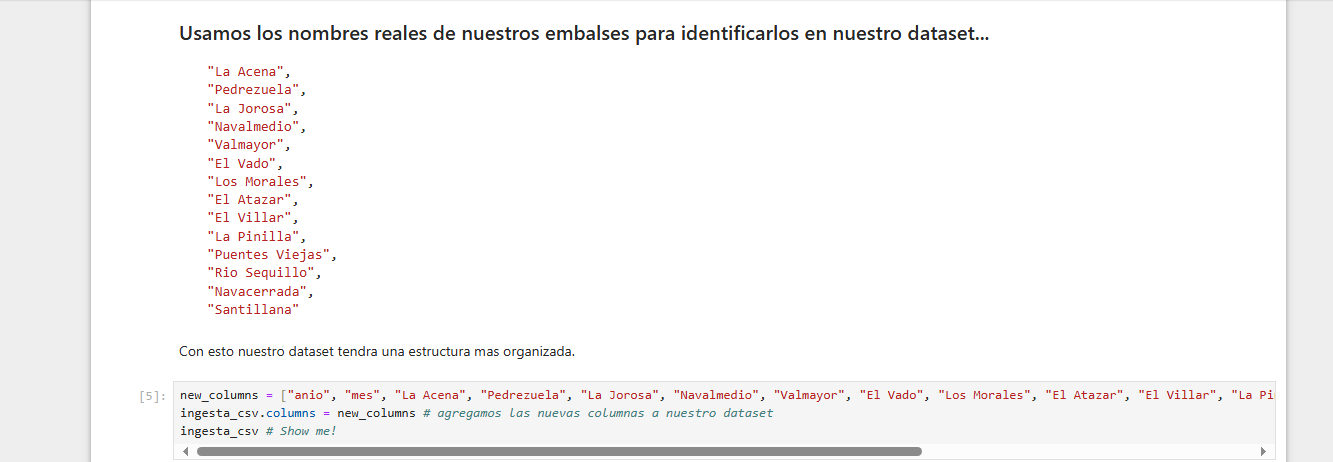 Usamos los nombres reales de nuestros embalses para identificarlos en nuestro dataset...
"La Acena",
"Pedrezuela",
"La Jorosa",
"Navalmedio",
"Valmayor",
"El Vado",
"Los Morales",
"El Atazar",
"El Villar",
"La Pinilla",
"Puentes Viejas",
"Rio Sequillo",
"Navacerrada",
"Santillana"
Con esto nuestro dataset tendra una estructura mas organizada.
[5]: new_columns = ["anio", "mes", "La Acena", "Pedrezuela", "La Jorosa", "Navalmedio", "Valmayor", "El Vado", "Los Morales", "El Atazar", "El Villar", "La
ingesta_csv.columns = new_columns # agregamos las nuevas columnas a nuestro dataset
ingesta_csv # Show me!